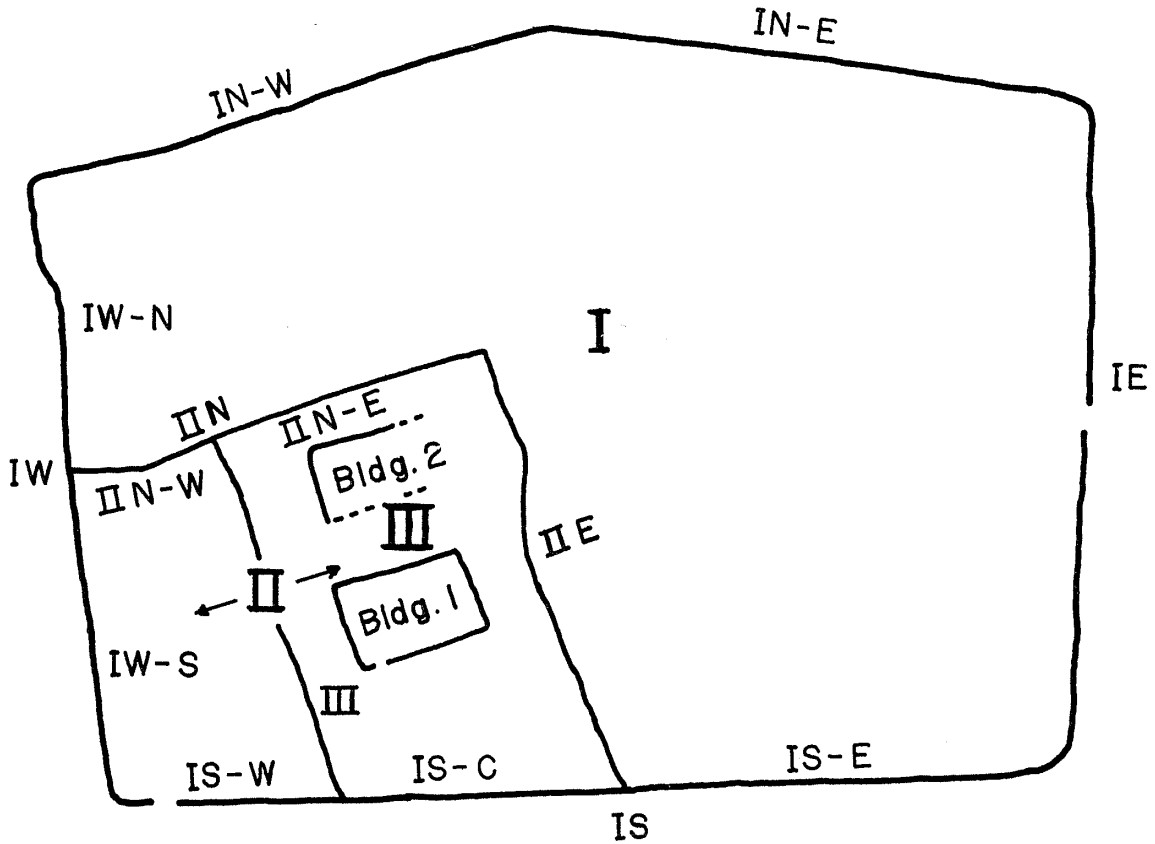 IN-E
IN-W
IW-N
I
IE
IIN
IIN-E
IW
IIN-W
Bldg. 2
III
IIE
II
Bldg. 1
IW-S
III
IS-W
IS-C
IS-E
IS